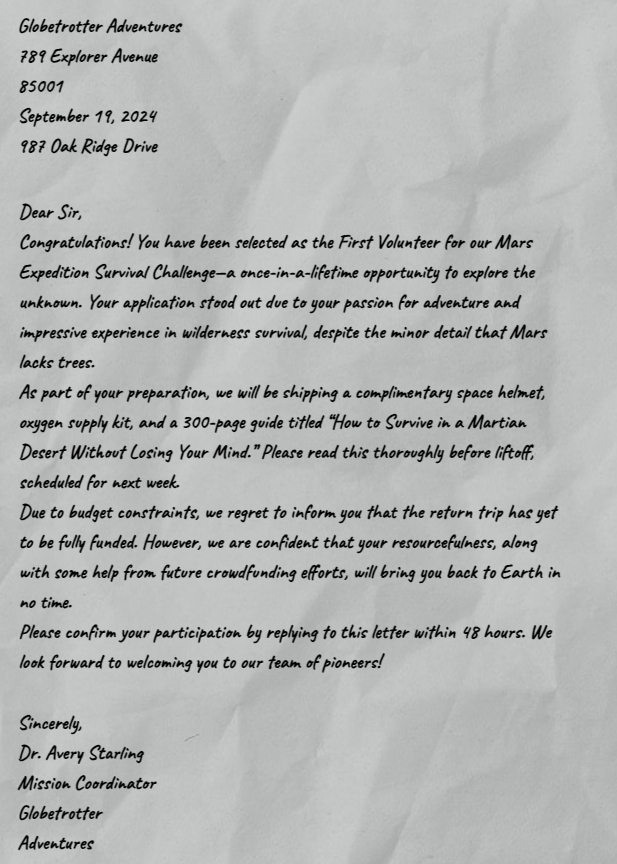 Globetrotter Adventures
789 Explorer Avenue
85001
September 19, 2024
987 Oak Ridge Drive
Dear Sir,
Congratulations! You have been selected as the First Volunteer for our Mars
Expedition Survival Challenge—a once-in-a-lifetime opportunity to explore the
unknown. Your application stood out due to your passion for adventure and
impressive experience in wilderness survival, despite the minor detail that Mars
lacks trees.
As part of your preparation, we will be shipping a complimentary space helmet,
oxygen supply kit, and a 300-page guide titled “How to Survive in a Martian
Desert Without Losing Your Mind.” Please read this thoroughly before liftoff,
scheduled for next week.
Due to budget constraints, we regret to inform you that the return trip has yet
to be fully funded. However, we are confident that your resourcefulness, along
with some help from future crowdfunding efforts, will bring you back to Earth in
no time.
Please confirm your participation by replying to this letter within 48 hours. We
look forward to welcoming you to our team of pioneers!
Sincerely,
Dr. Avery Starling
Mission Coordinator
Globetrotter
Adventures